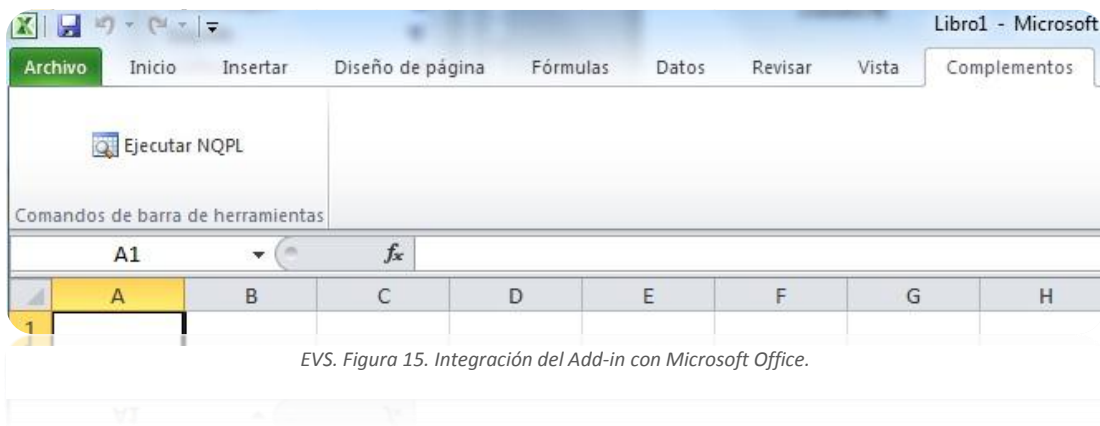 Libro1 - Microsoft
Archivo Inicio Insertar Diseño de página Fórmulas Datos Revisar Vista Complementos
Ejecutar NQPL
Comandos de barra de herramientas
A1 fx
A B C D E F G H
1
EVS. Figura 15. Integración del Add-in con Microsoft Office.